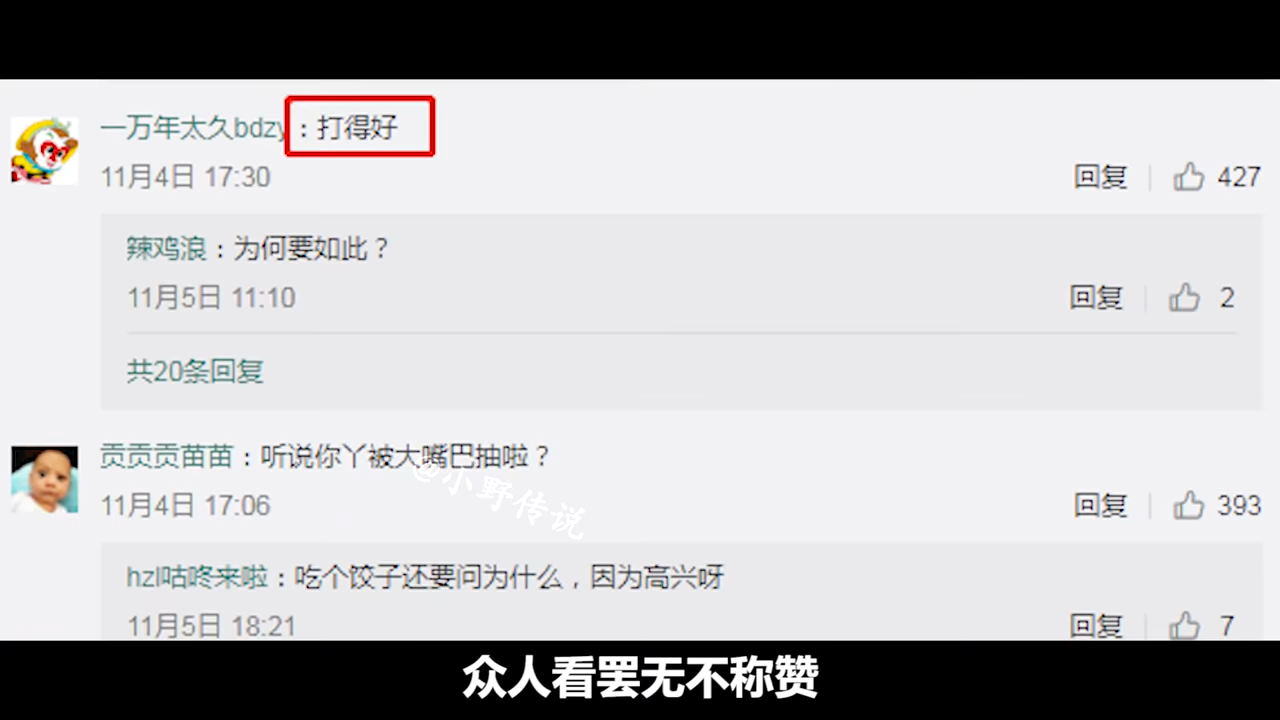 一万年太久bdzy：打得好
11月4日 17:30
回复 427
辣鸡浪：为何要如此？
11月5日 11:10
回复 2
共20条回复
贡贡贡苗苗：听说你丫被大嘴巴抽啦？
11月4日 17:06
回复 393
@小野传说
hzl咕咚来啦：吃个饺子还要问为什么，因为高兴呀
11月5日 18:21
回复 7
众人看罢无不称赞